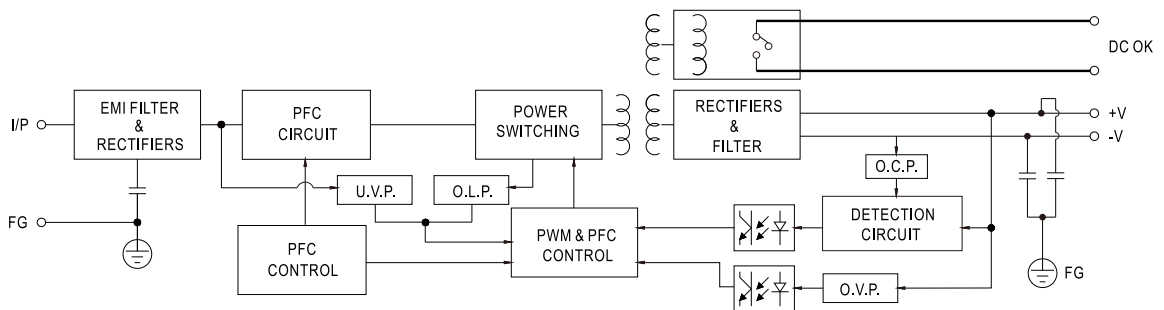 DC OK
I/P
EMI FILTER
&
RECTIFIERS
PFC
CIRCUIT
POWER
SWITCHING
RECTIFIERS
&
FILTER
+V
-V
O.C.P.
U.V.P.
O.L.P.
FG
PFC
CONTROL
PWM & PFC
CONTROL
DETECTION
CIRCUIT
FG
O.V.P.